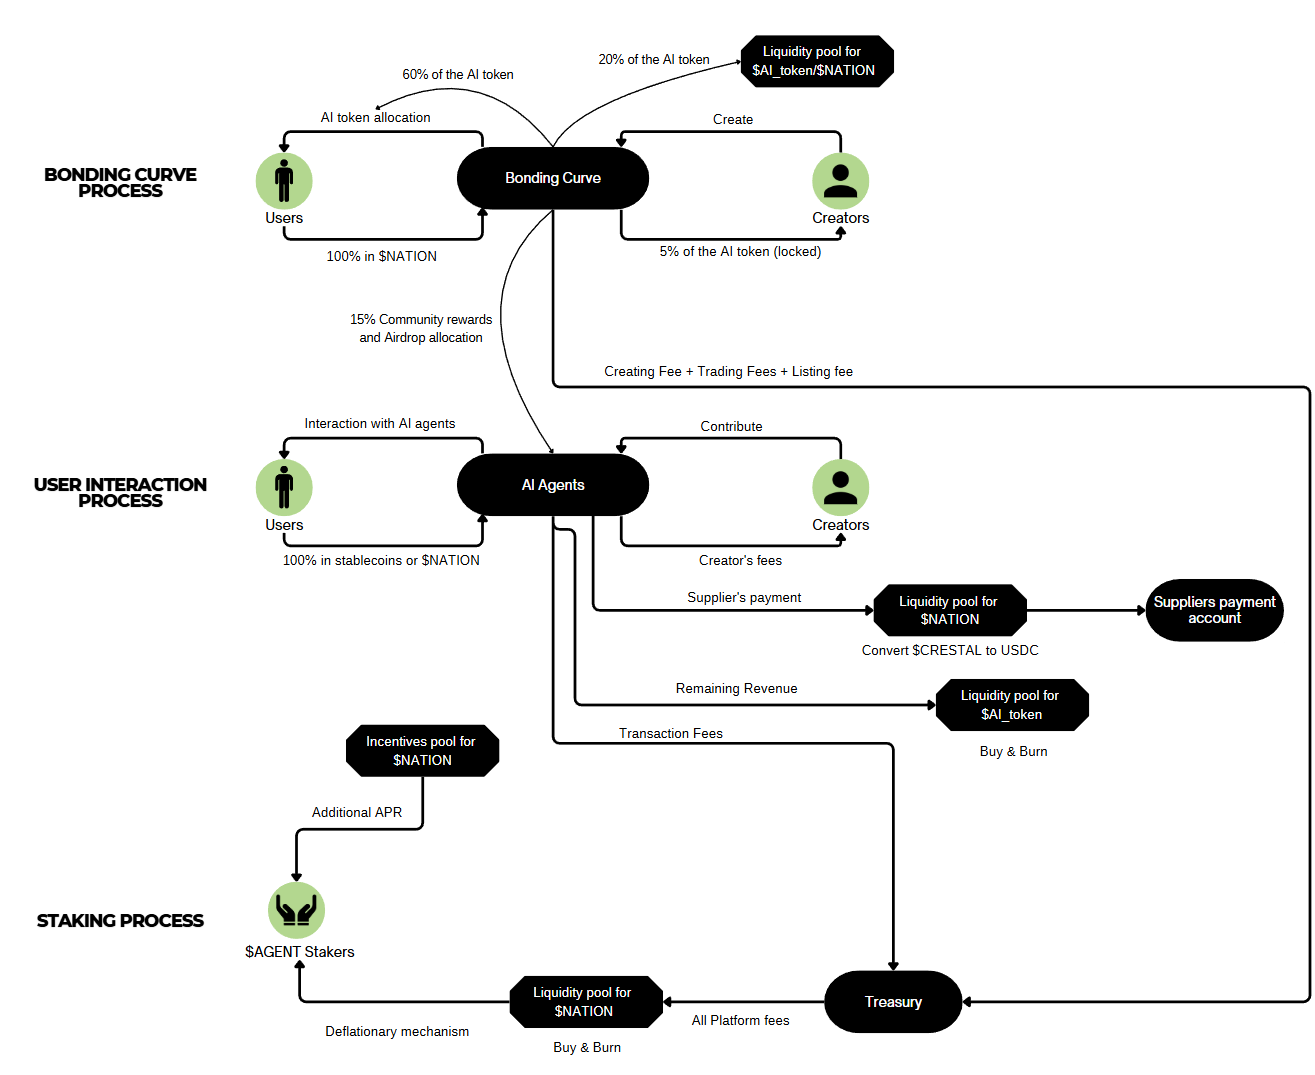 Liquidity pool for
$AI_token/$NATION
20% of the AI token
60% of the AI token
AI token allocation
Create
BONDING CURVE
PROCESS
Bonding Curve
Users
Creators
100% in $NATION
5% of the AI token (locked)
15% Community rewards
and Airdrop allocation
Creating Fee + Trading Fees + Listing fee
Interaction with AI agents
Contribute
USER INTERACTION
PROCESS
AI Agents
Users
Creators
100% in stablecoins or $NATION
Creator's fees
Supplier's payment
Liquidity pool for
$NATION
Suppliers payment
account
Convert $CRESTAL to USDC
Remaining Revenue
Liquidity pool for
$AI_token
Buy & Burn
Transaction Fees
Incentives pool for
$NATION
Additional APR
STAKING PROCESS
$AGENT Stakers
Liquidity pool for
$NATION
Treasury
All Platform fees
Deflationary mechanism
Buy & Burn